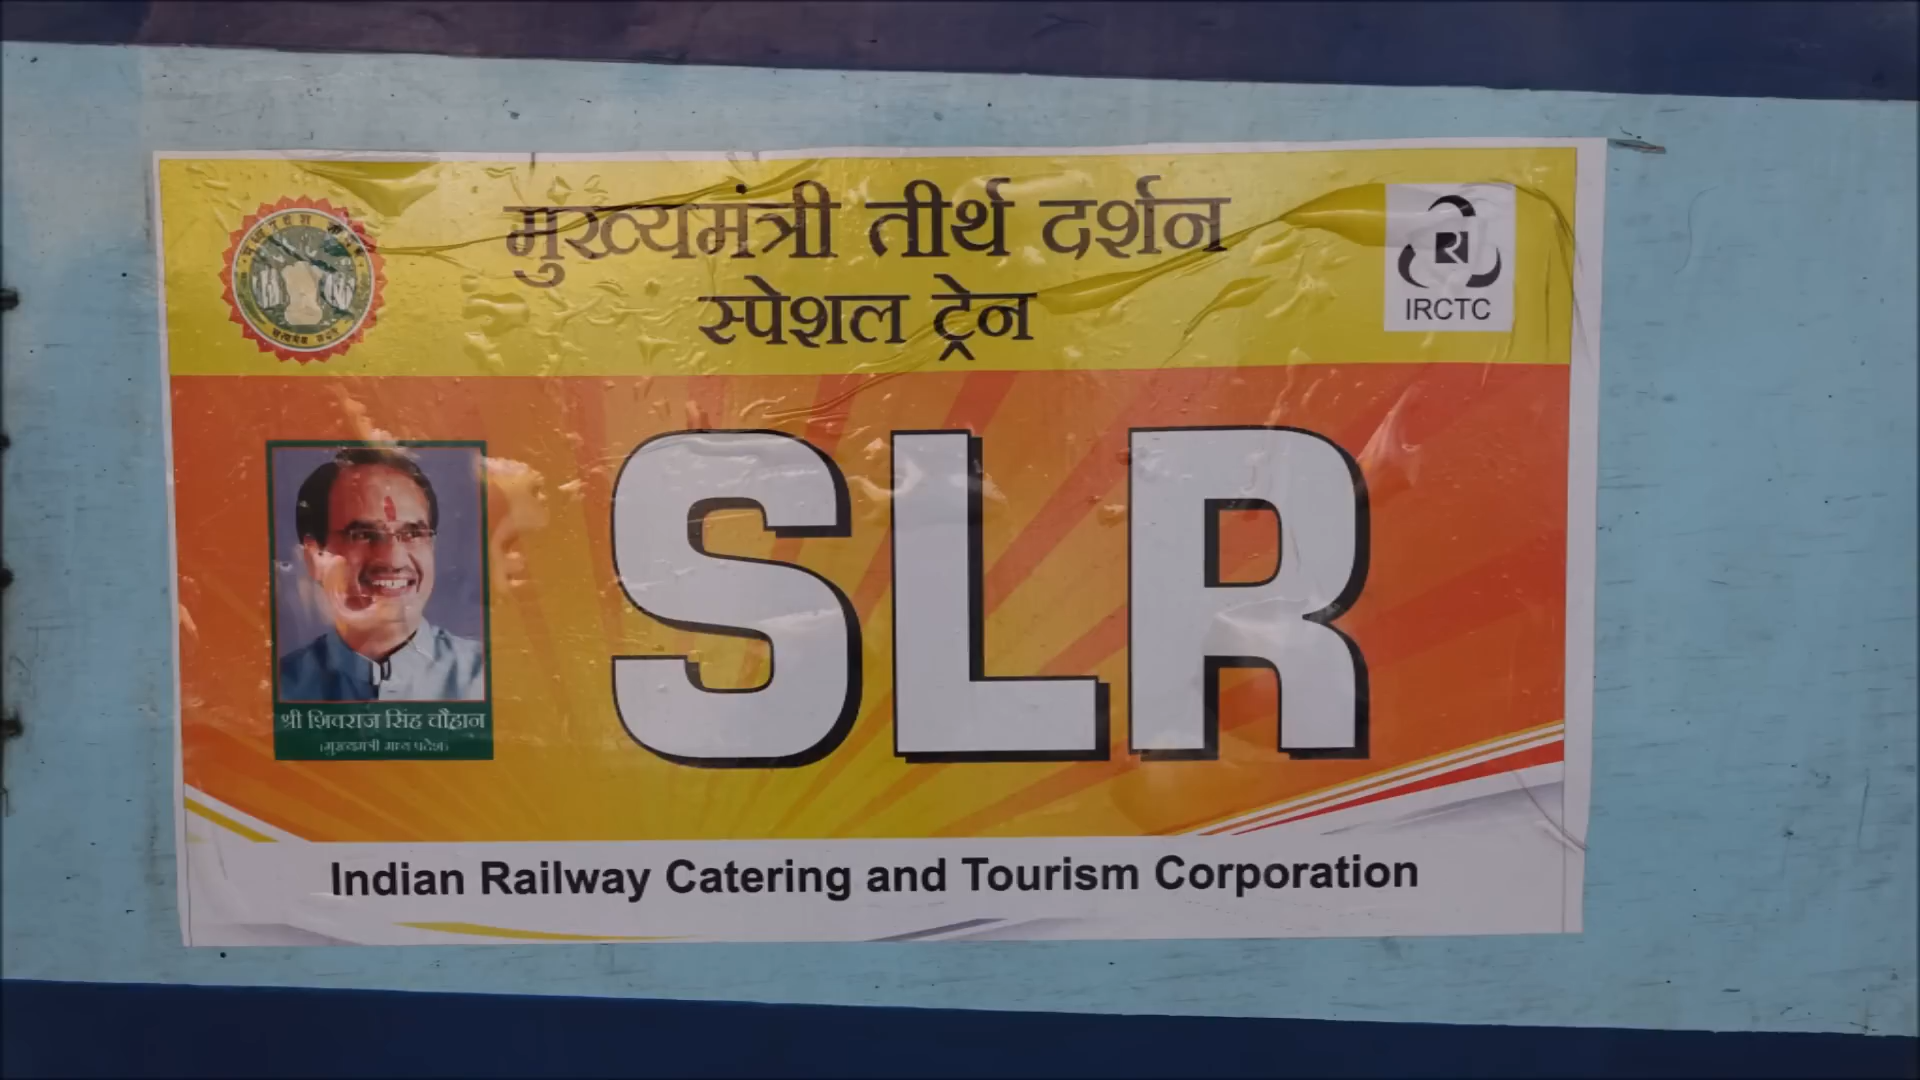 मुख्यमंत्री तीर्थ दर्शन
स्पेशल ट्रेन
IRCTC
SLR
श्री शिवराज सिंह चौहान
(मुख्यमंत्री मध्य प्रदेश)
Indian Railway Catering and Tourism Corporation